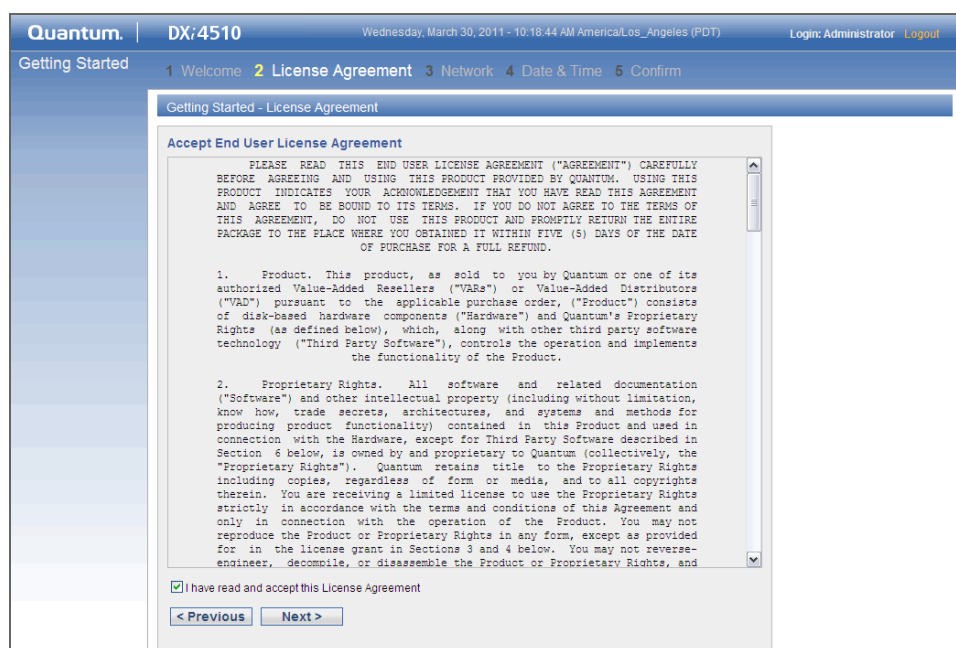 Quantum. DXi4510 Wednesday, March 30, 2011 - 10:18:44 AM America/Los_Angeles (PDT) Login: Administrator Logout
Getting Started 1 Welcome 2 License Agreement 3 Network 4 Date & Time 5 Confirm
Getting Started - License Agreement
Accept End User License Agreement
PLEASE READ THIS END USER LICENSE AGREEMENT ("AGREEMENT") CAREFULLY
BEFORE AGREEING AND USING THIS PRODUCT PROVIDED BY QUANTUM. USING THIS
PRODUCT INDICATES YOUR ACKNOWLEDGEMENT THAT YOU HAVE READ THIS AGREEMENT
AND AGREE TO BE BOUND TO ITS TERMS. IF YOU DO NOT AGREE TO THE TERMS OF
THIS AGREEMENT, DO NOT USE THIS PRODUCT AND PROMPTLY RETURN THE ENTIRE
PACKAGE TO THE PLACE WHERE YOU OBTAINED IT WITHIN FIVE (5) DAYS OF THE DATE
OF PURCHASE FOR A FULL REFUND.
1. Product. This product, as sold to you by Quantum or one of its
authorized Value-Added Resellers ("VARs") or Value-Added Distributors
("VAD") pursuant to the applicable purchase order, ("Product") consists
of disk-based hardware components ("Hardware") and Quantum's Proprietary
Rights (as defined below), which, along with other third party software
technology ("Third Party Software"), controls the operation and implements
the functionality of the Product.
2. Proprietary Rights. All software and related documentation
("Software") and other intellectual property (including without limitation,
know how, trade secrets, architectures, and systems and methods for
producing product functionality) contained in this Product and used in
connection with the Hardware, except for Third Party Software described in
Section 6 below, is owned by and proprietary to Quantum (collectively, the
"Proprietary Rights"). Quantum retains title to the Proprietary Rights
including copies, regardless of form or media, and to all copyrights
therein. You are receiving a limited license to use the Proprietary Rights
strictly in accordance with the terms and conditions of this Agreement and
only in connection with the operation of the Product. You may not
reproduce the Product or Proprietary Rights in any form, except as provided
for in the license grant in Sections 3 and 4 below. You may not reverse-
engineer, decompile, or disassemble the Product or Proprietary Rights, and
I have read and accept this License Agreement
< Previous Next >